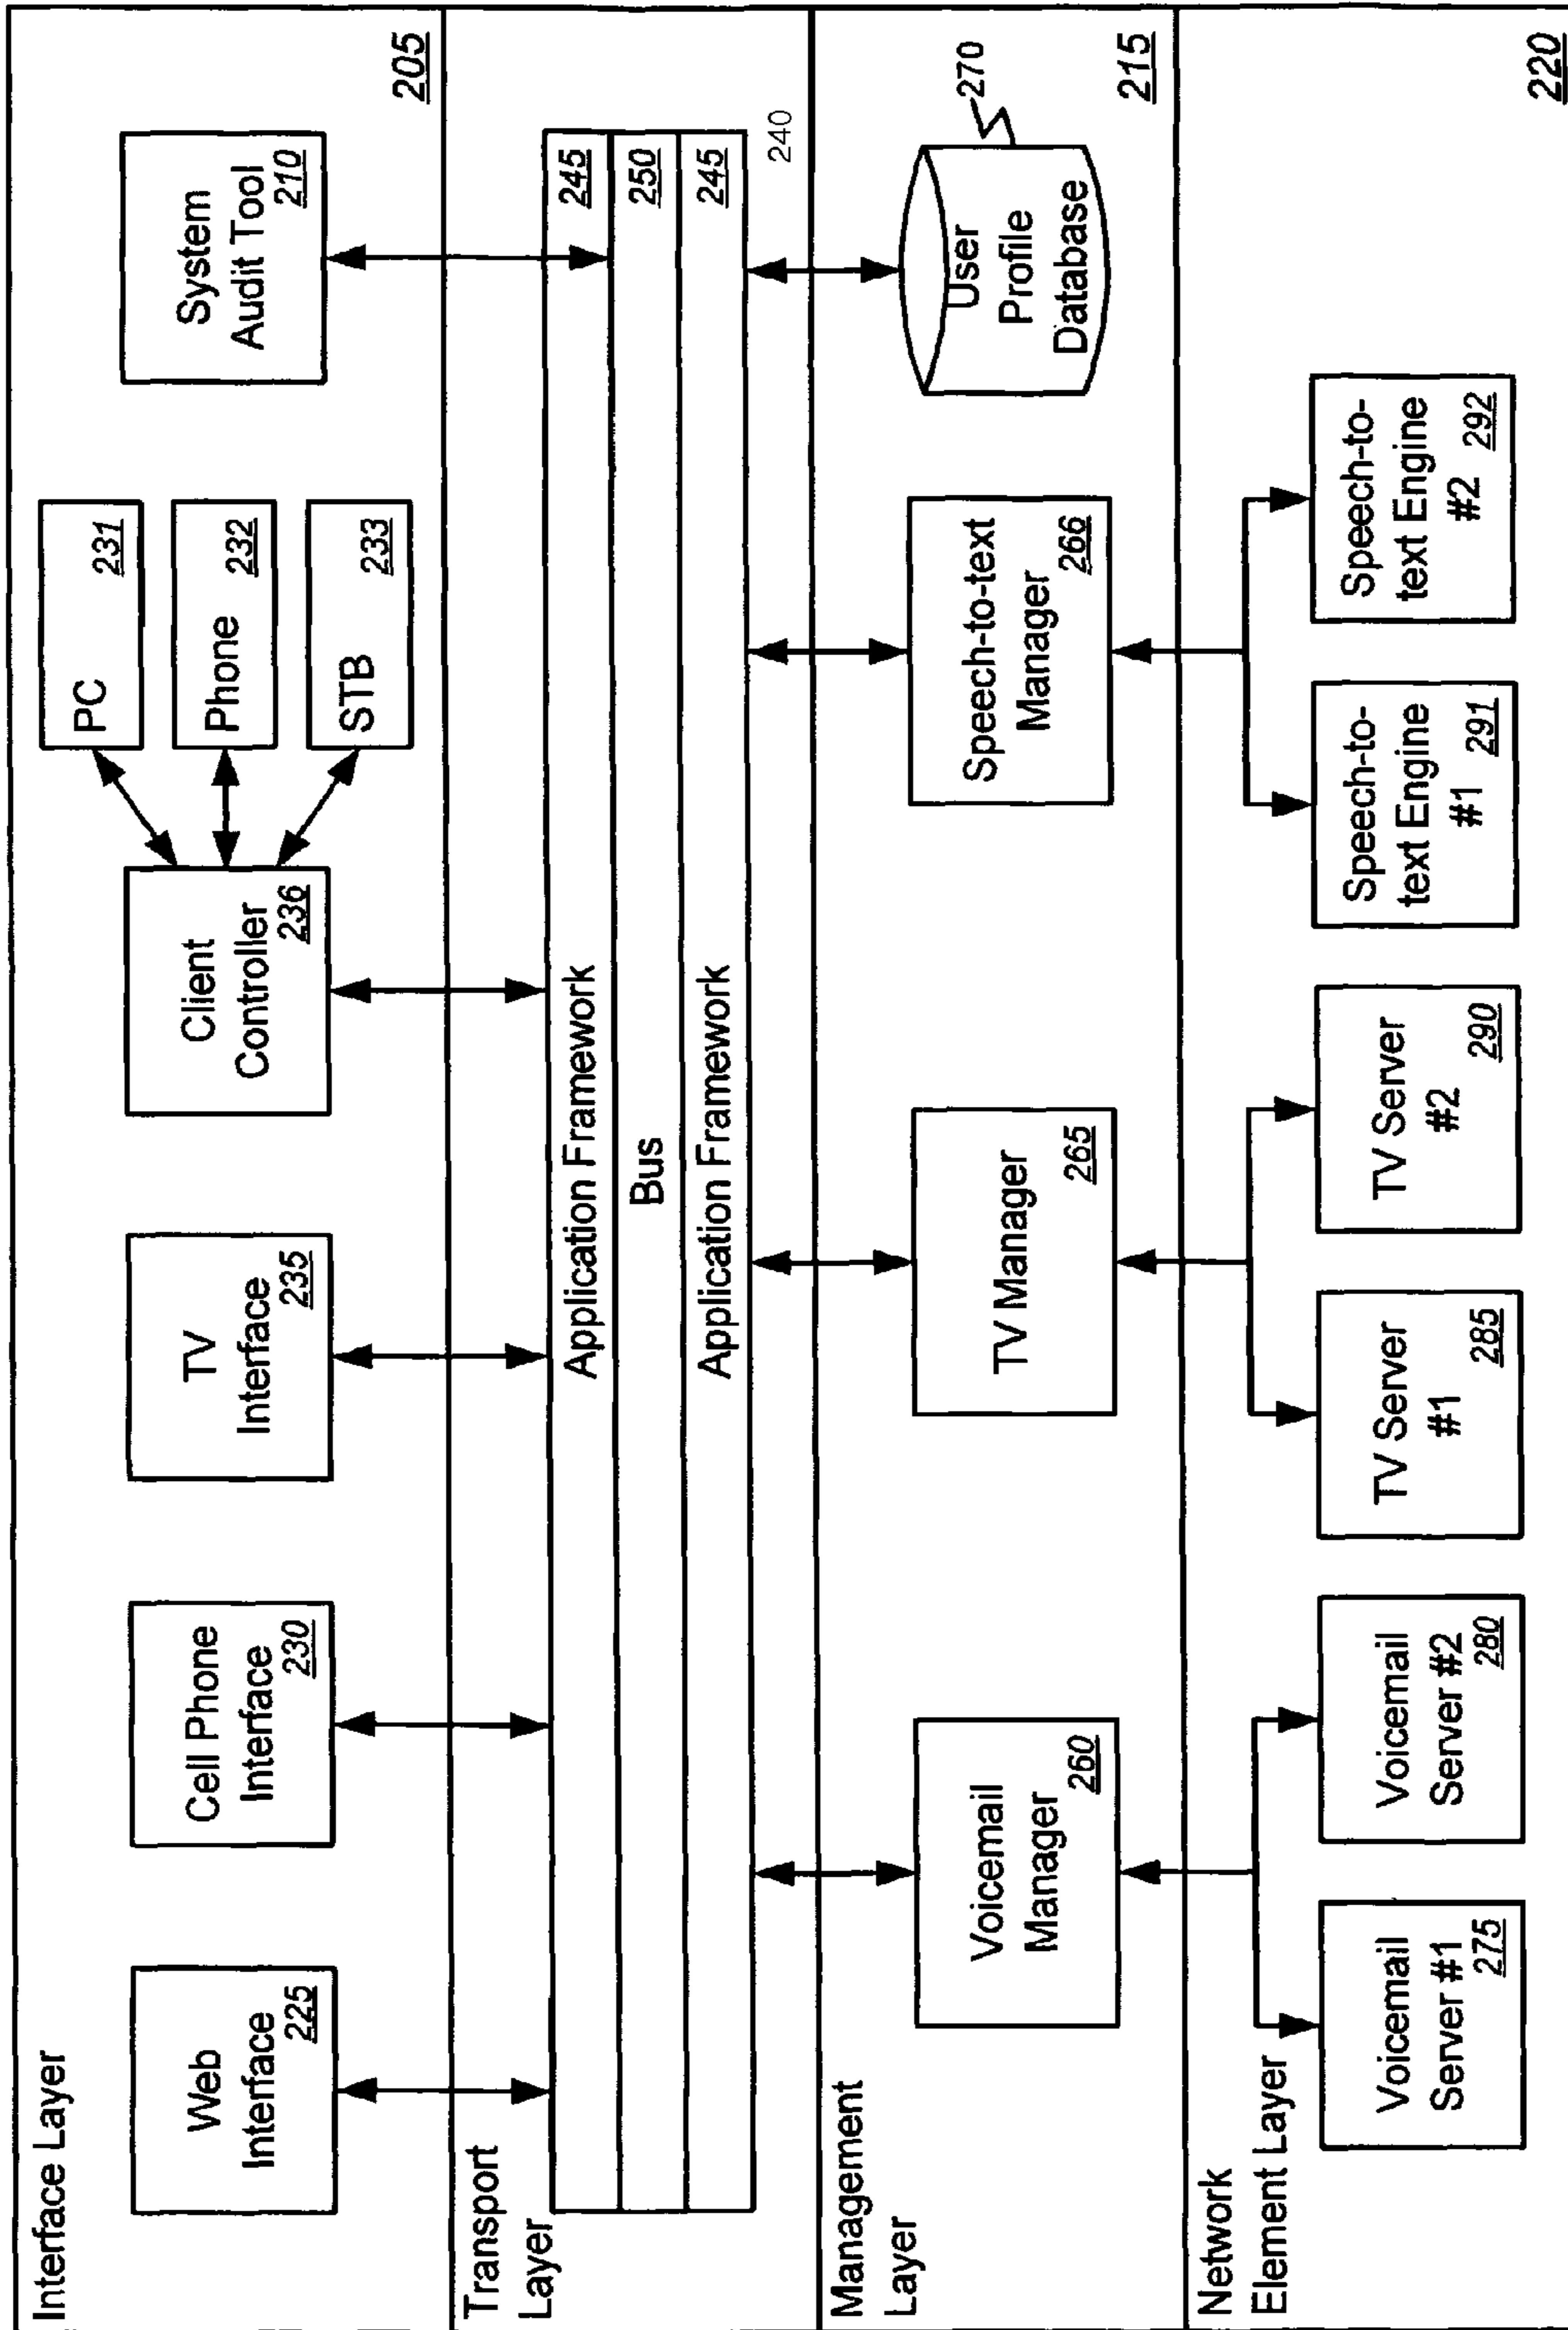 Interface Layer
Web
Interface
225
Cell Phone
Interface
230
TV
Interface
235
Client
Controller
236
PC
231
Phone
232
STB
233
System
Audit Tool
210
205
Transport
Layer
Application Framework
245
Bus
250
Application Framework
245
240
Management
Layer
Voicemail
Manager
260
TV Manager
265
Speech-to-text
Manager
266
User
Profile
Database
270
215
Network
Element Layer
Voicemail
Server #1
275
Voicemail
Server #2
280
TV Server
#1
285
TV Server
#2
290
Speech-to-
text Engine
#1
291
Speech-to-
text Engine
#2
292
220